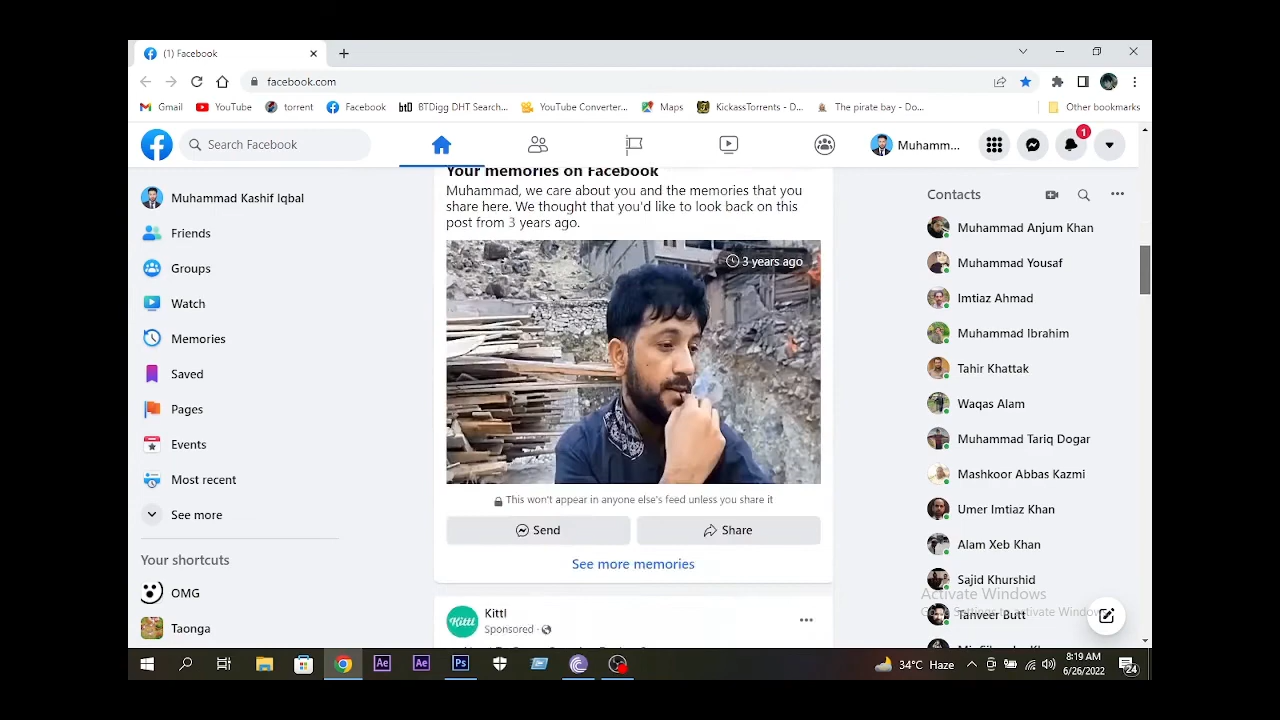 (1) Facebook
facebook.com
Gmail
YouTube
torrent
Facebook
BTDigg DHT Search...
YouTube Converter...
Maps
KickassTorrents - D...
The pirate bay - Do...
Other bookmarks
Search Facebook
Muhamm...
1
Muhammad Kashif Iqbal
Friends
Groups
Watch
Memories
Saved
Pages
Events
Most recent
See more
Your shortcuts
OMG
Taonga
Your memories on Facebook
Muhammad, we care about you and the memories that you
share here. We thought that you'd like to look back on this
post from 3 years ago.
3 years ago
This won't appear in anyone else's feed unless you share it
Send
Share
See more memories
Kittl
Kittl
Sponsored ·
Contacts
Muhammad Anjum Khan
Muhammad Yousaf
Imtiaz Ahmad
Muhammad Ibrahim
Tahir Khattak
Waqas Alam
Muhammad Tariq Dogar
Mashkoor Abbas Kazmi
Umer Imtiaz Khan
Alam Xeb Khan
Sajid Khurshid
Activate Windows
Tanveer Butt
Ae
Ae
Ps
34°C Haze
8:19 AM
6/26/2022
24